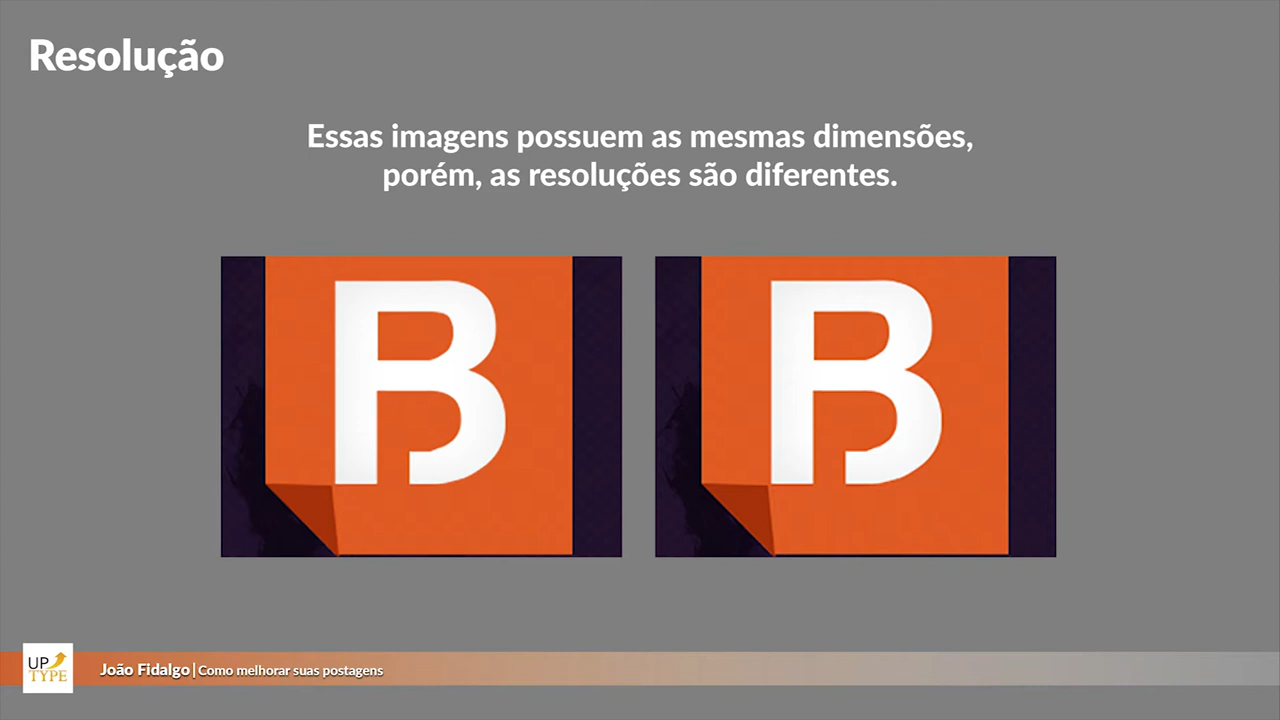 Resolução
Essas imagens possuem as mesmas dimensões,
porém, as resoluções são diferentes.
B B
UP
TYPE
João Fidalgo | Como melhorar suas postagens